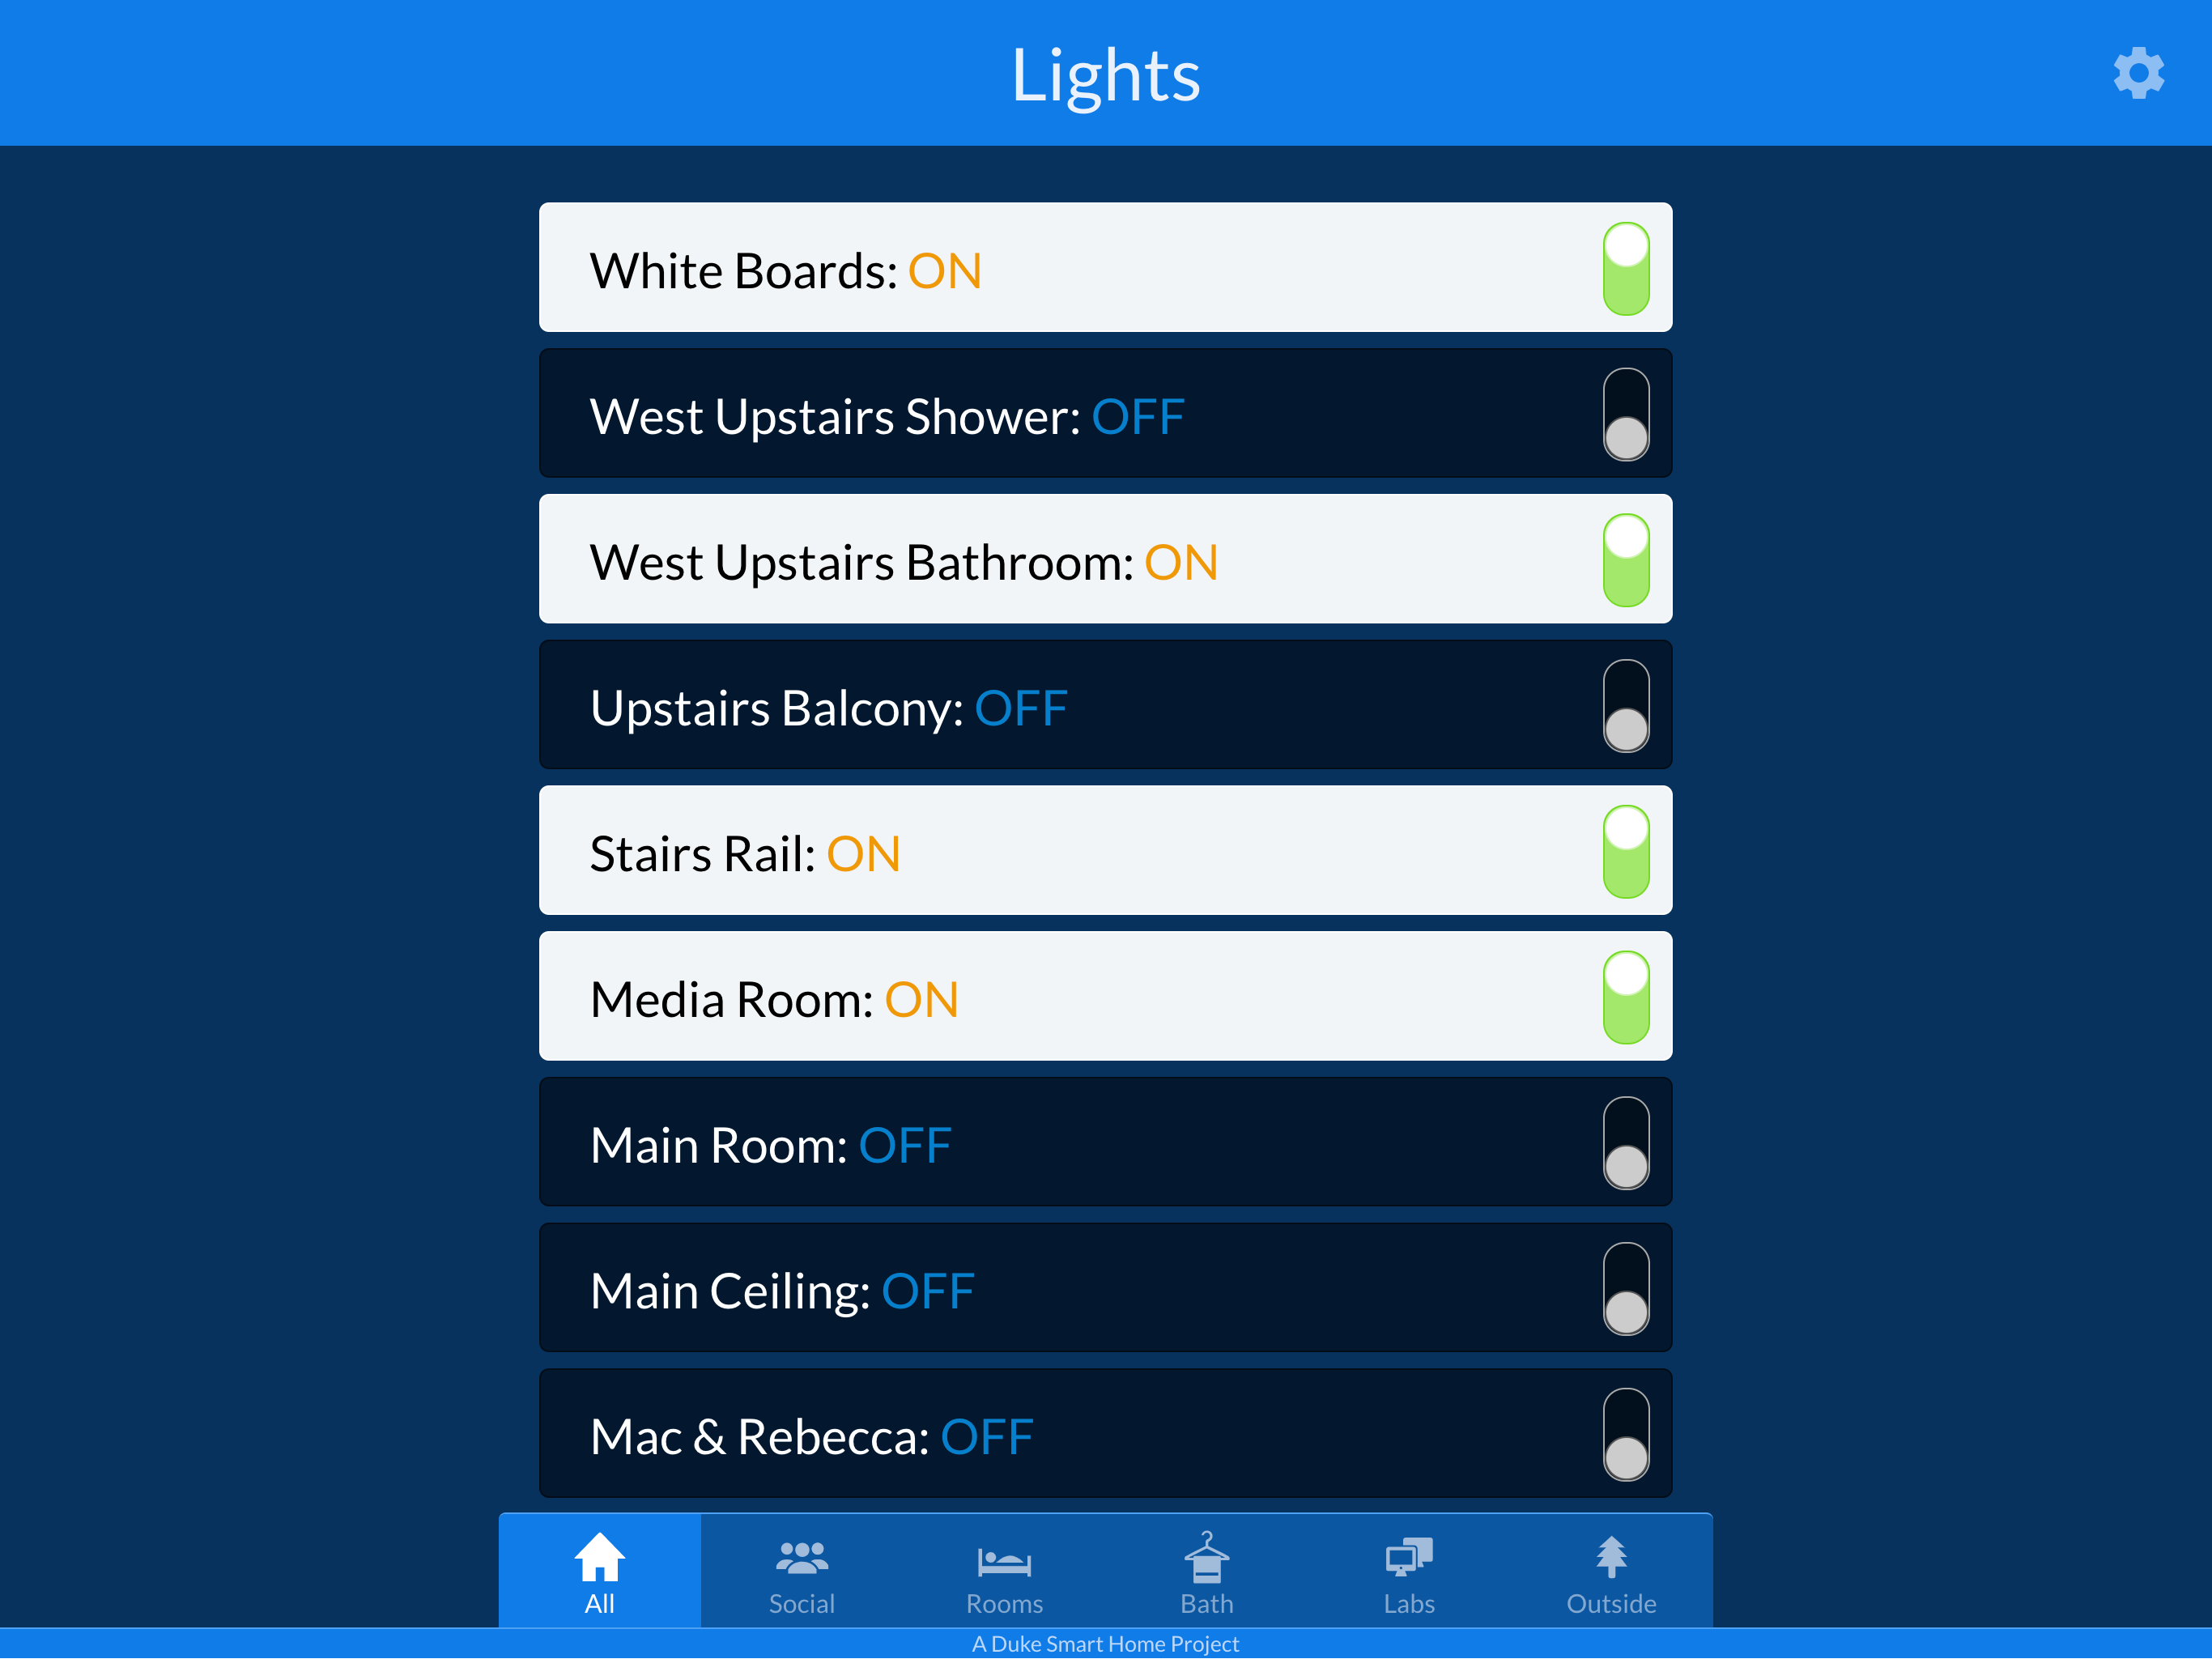 Lights
White Boards: ON
West Upstairs Shower: OFF
West Upstairs Bathroom: ON
Upstairs Balcony: OFF
Stairs Rail: ON
Media Room: ON
Main Room: OFF
Main Ceiling: OFF
Mac & Rebecca: OFF
All Social Rooms Bath Labs Outside
A Duke Smart Home Project